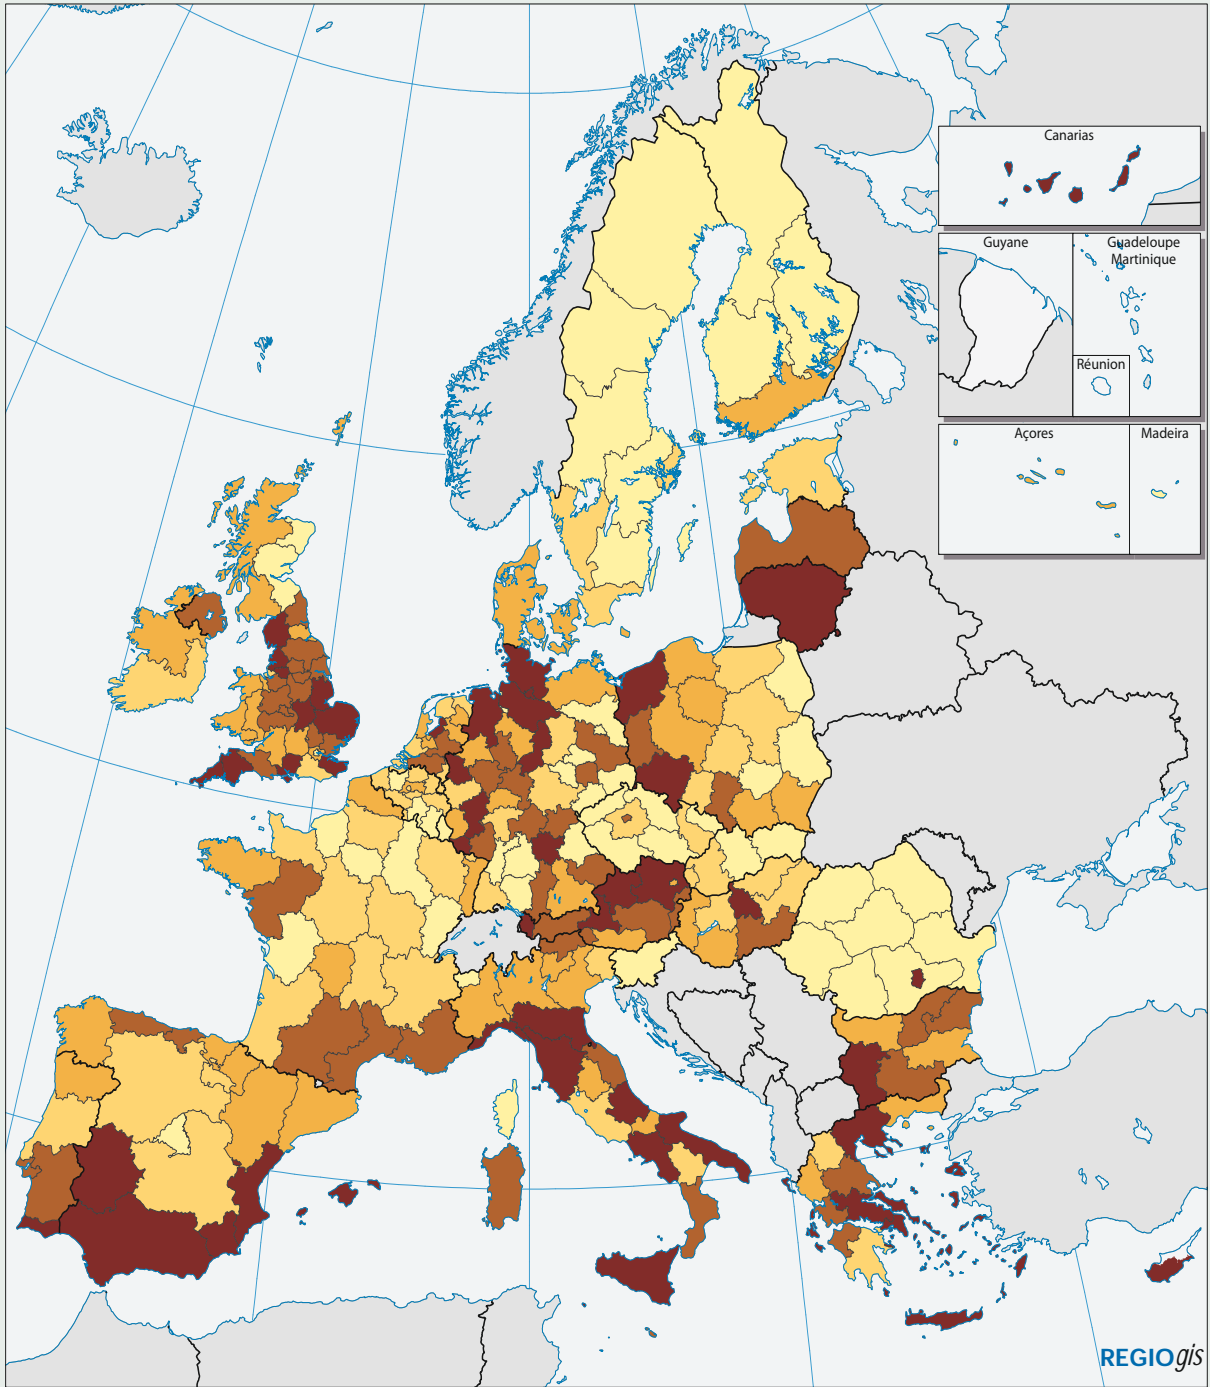 Canarias
Guyane
Guadeloupe
Martinique
Réunion
Açores
Madeira
REGIOgis